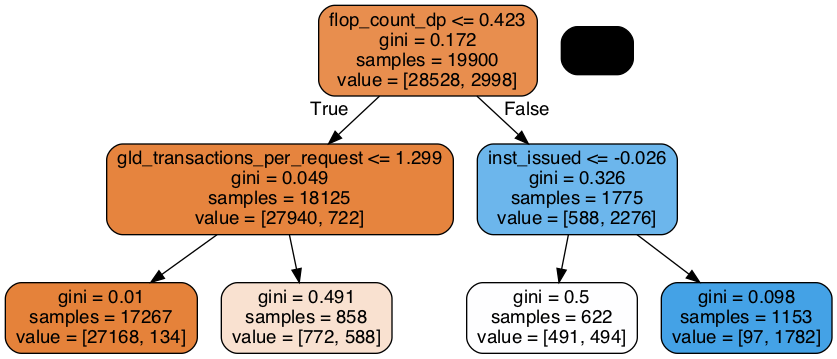 flop_count_dp <= 0.423
gini = 0.172
samples = 19900
value = [28528, 2998]
True
False
gld_transactions_per_request <= 1.299
gini = 0.049
samples = 18125
value = [27940, 722]
inst_issued <= -0.026
gini = 0.326
samples = 1775
value = [588, 2276]
gini = 0.01
samples = 17267
value = [27168, 134]
gini = 0.491
samples = 858
value = [772, 588]
gini = 0.5
samples = 622
value = [491, 494]
gini = 0.098
samples = 1153
value = [97, 1782]